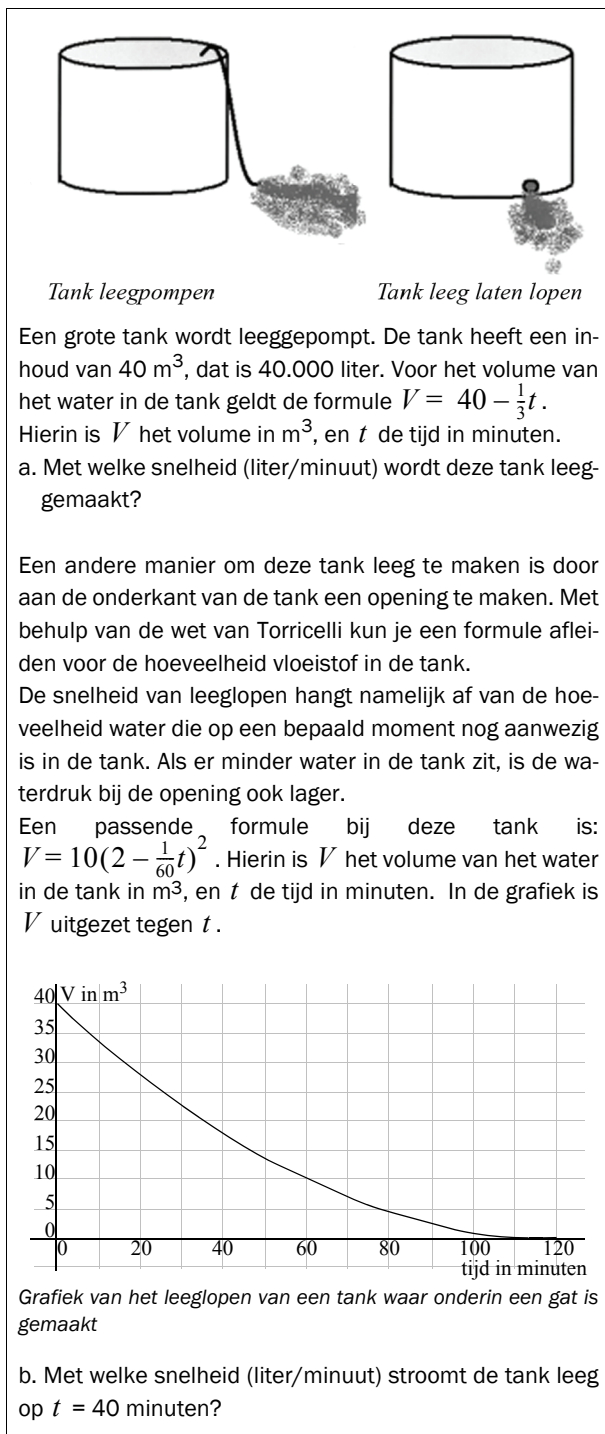 Tank leegpompen
Tank leeg laten lopen
Een grote tank wordt leeggepompt. De tank heeft een in-
houd van 40 m³, dat is 40.000 liter. Voor het volume van
het water in de tank geldt de formule V = 40 – 1/3 t.
Hierin is V het volume in m³, en t de tijd in minuten.
a. Met welke snelheid (liter/minuut) wordt deze tank leeg-
gemaakt?
Een andere manier om deze tank leeg te maken is door
aan de onderkant van de tank een opening te maken. Met
behulp van de wet van Torricelli kun je een formule aflei-
den voor de hoeveelheid vloeistof in de tank.
De snelheid van leeglopen hangt namelijk af van de hoe-
veelheid water die op een bepaald moment nog aanwezig
is in de tank. Als er minder water in de tank zit, is de wa-
terdruk bij de opening ook lager.
Een passende formule bij deze tank is:
V = 10(2 – 1/60 t)². Hierin is V het volume van het water
in de tank in m³, en t de tijd in minuten. In de grafiek is
V uitgezet tegen t.
40 V in m³
35
30
25
20
15
10
5
0
0 20 40 60 80 100 120
tijd in minuten
Grafiek van het leeglopen van een tank waar onderin een gat is
gemaakt
b. Met welke snelheid (liter/minuut) stroomt de tank leeg
op t = 40 minuten?